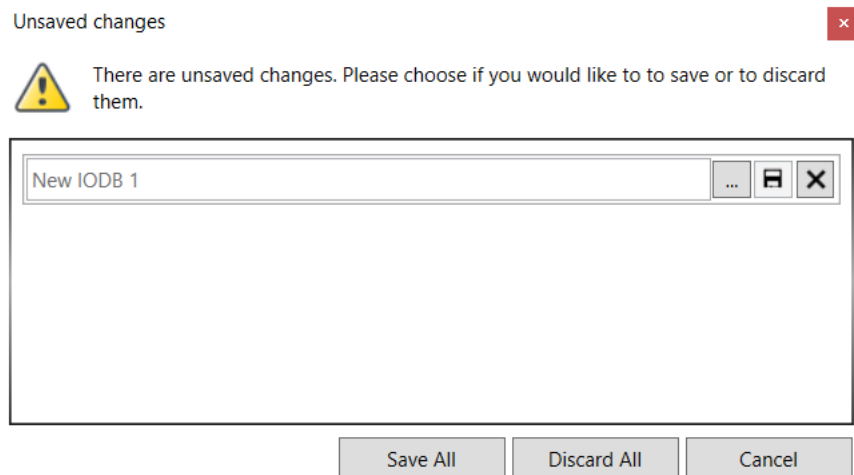 Unsaved changes
There are unsaved changes. Please choose if you would like to to save or to discard
them.
New IODB 1
...
Save All
Discard All
Cancel